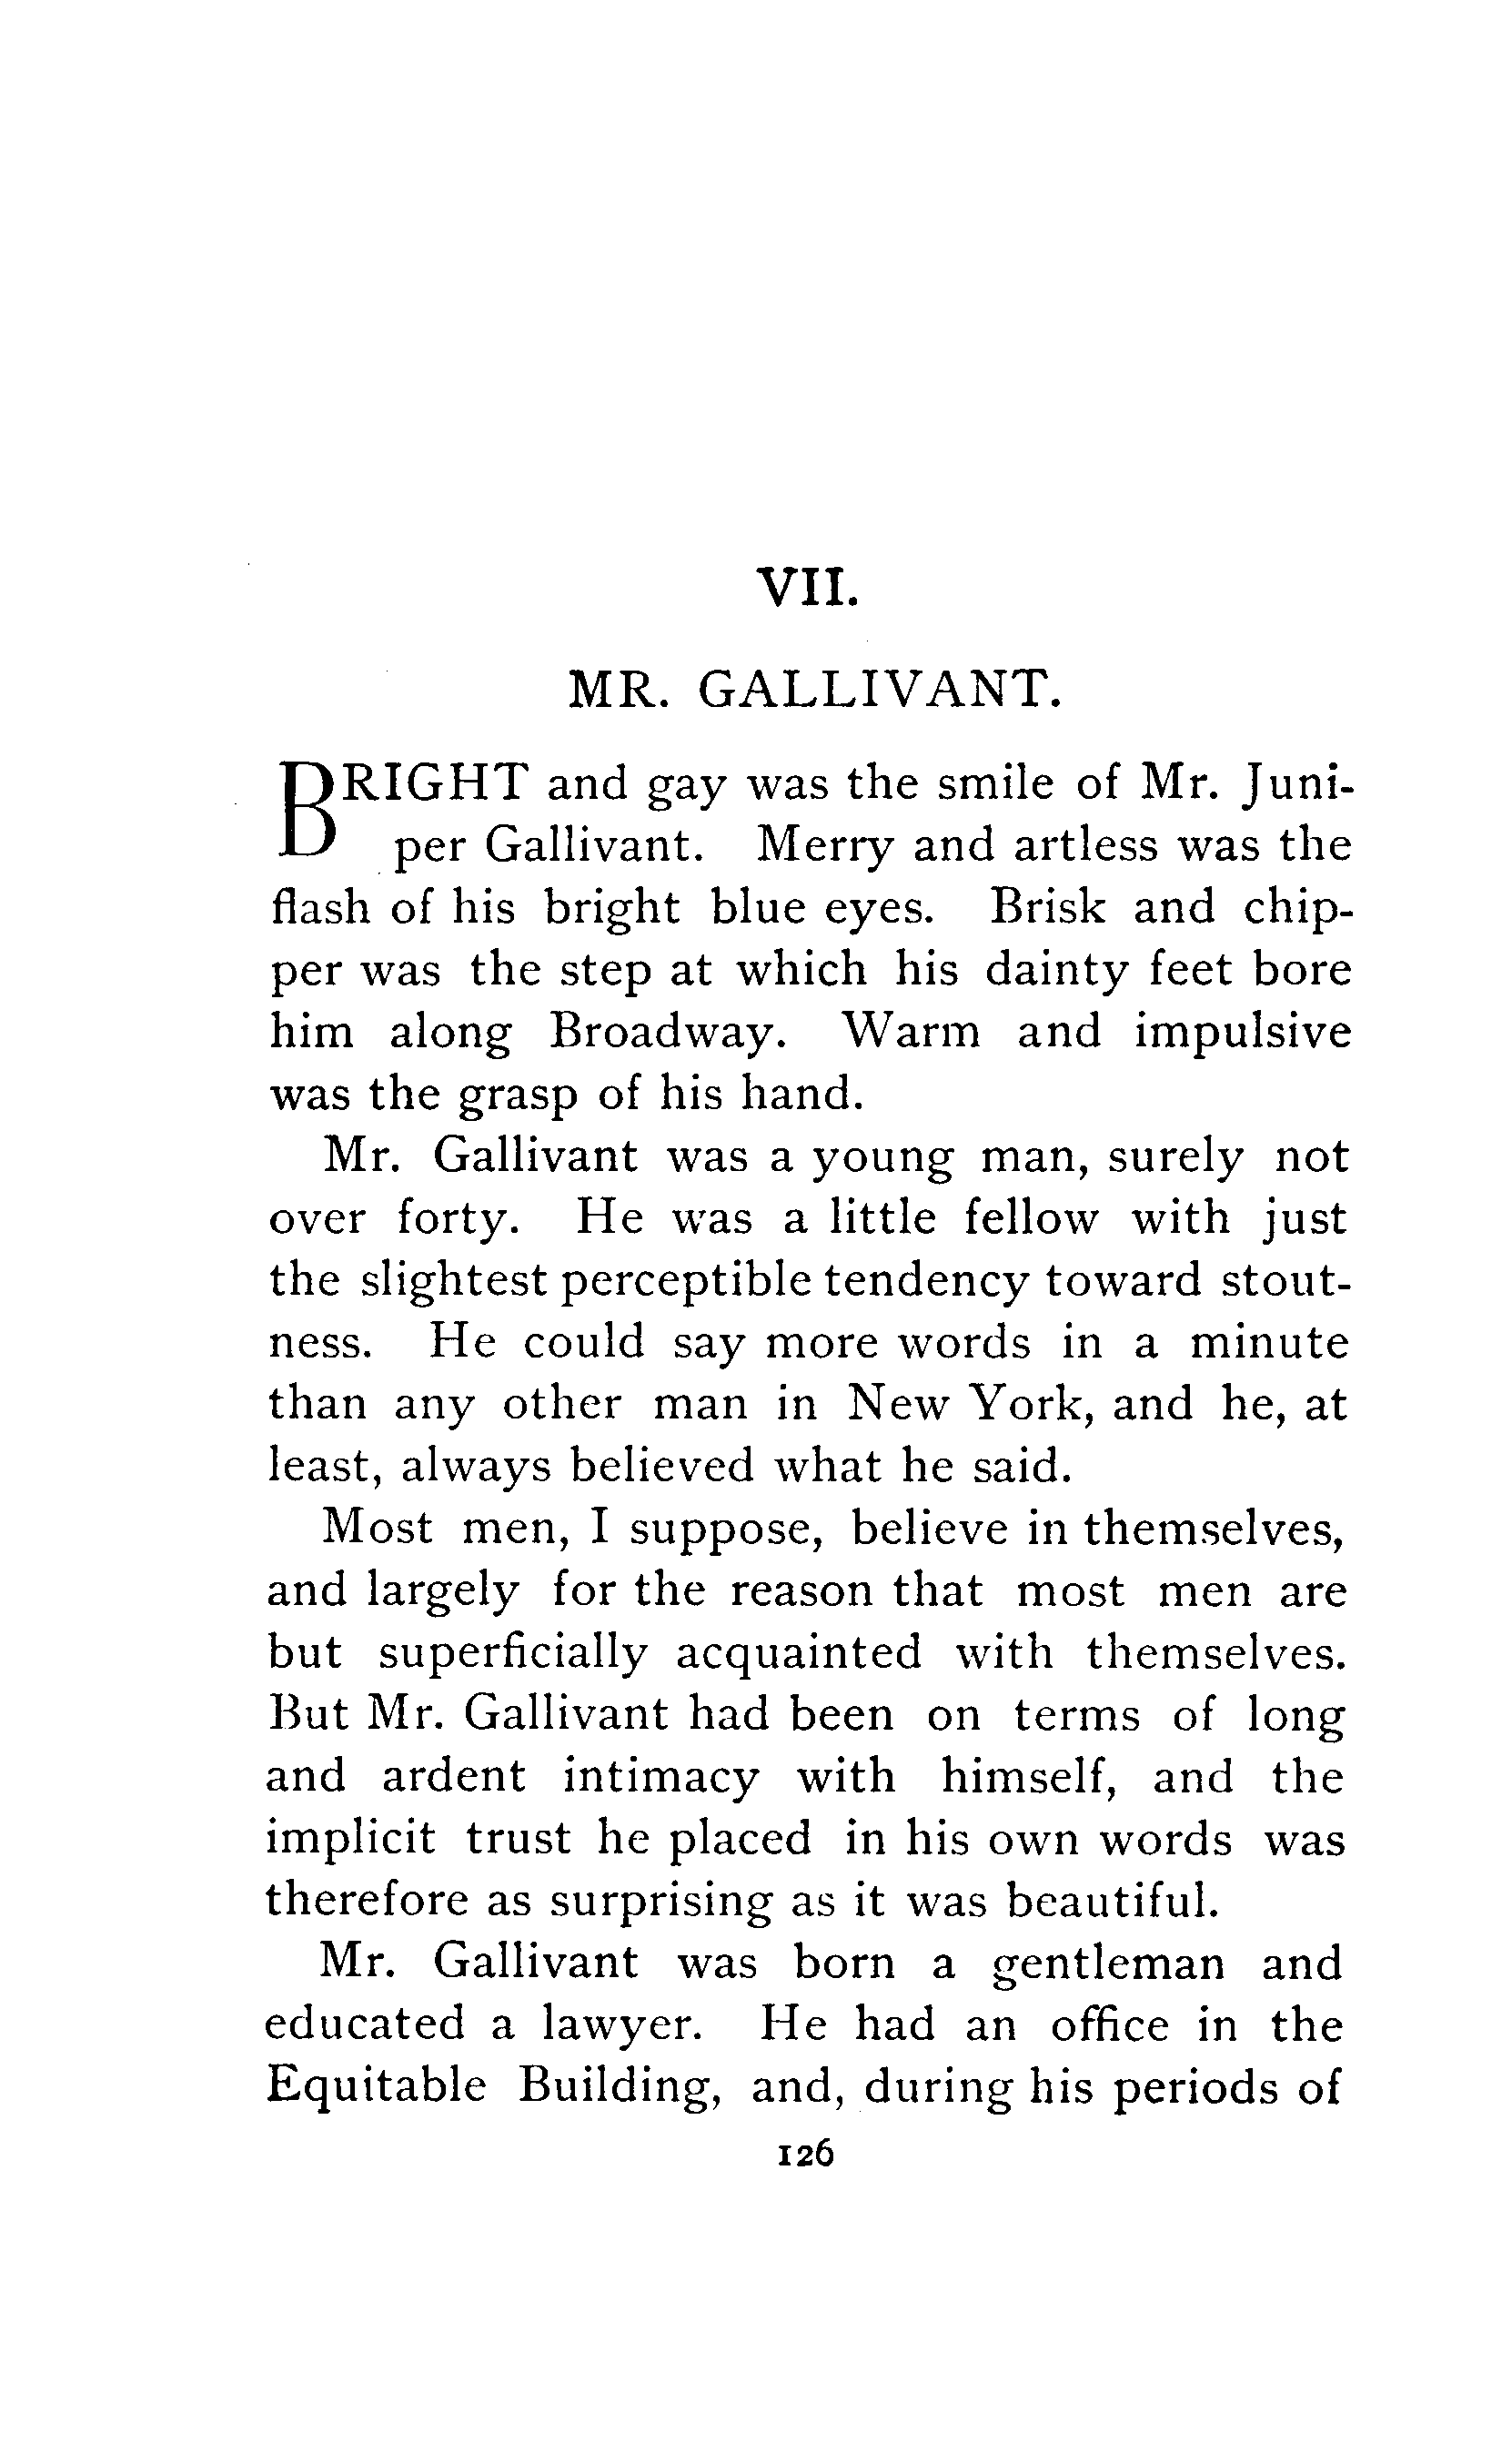 VII.
MR. GALLIVANT.
BRIGHT and gay was the smile of Mr. Juni-
per Gallivant. Merry and artless was the
flash of his bright blue eyes. Brisk and chip-
per was the step at which his dainty feet bore
him along Broadway. Warm and impulsive
was the grasp of his hand.
Mr. Gallivant was a young man, surely not
over forty. He was a little fellow with just
the slightest perceptible tendency toward stout-
ness. He could say more words in a minute
than any other man in New York, and he, at
least, always believed what he said.
Most men, I suppose, believe in themselves,
and largely for the reason that most men are
but superficially acquainted with themselves.
But Mr. Gallivant had been on terms of long
and ardent intimacy with himself, and the
implicit trust he placed in his own words was
therefore as surprising as it was beautiful.
Mr. Gallivant was born a gentleman and
educated a lawyer. He had an office in the
Equitable Building, and, during his periods of
126